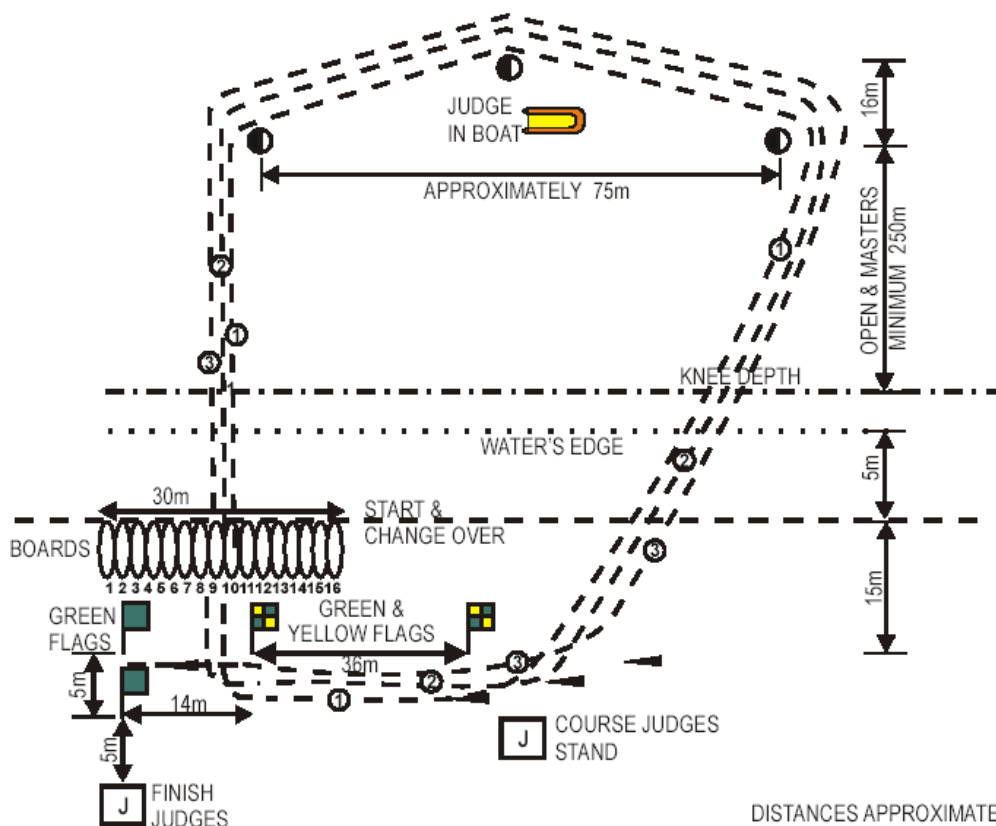 16m
JUDGE
IN BOAT
APPROXIMATELY 75m
OPEN & MASTERS
MINIMUM 250m
1
2
1
3
KNEE DEPTH
WATER'S EDGE
2
5m
30m
START &
CHANGE OVER
BOARDS
3
1 2 3 4 5 6 7 8 9 10 11 12 13 14 15 16
15m
GREEN
FLAGS
GREEN &
YELLOW FLAGS
36m
3
2
1
5m
14m
5m
J
COURSE JUDGES
STAND
J
FINISH
JUDGES
DISTANCES APPROXIMATE